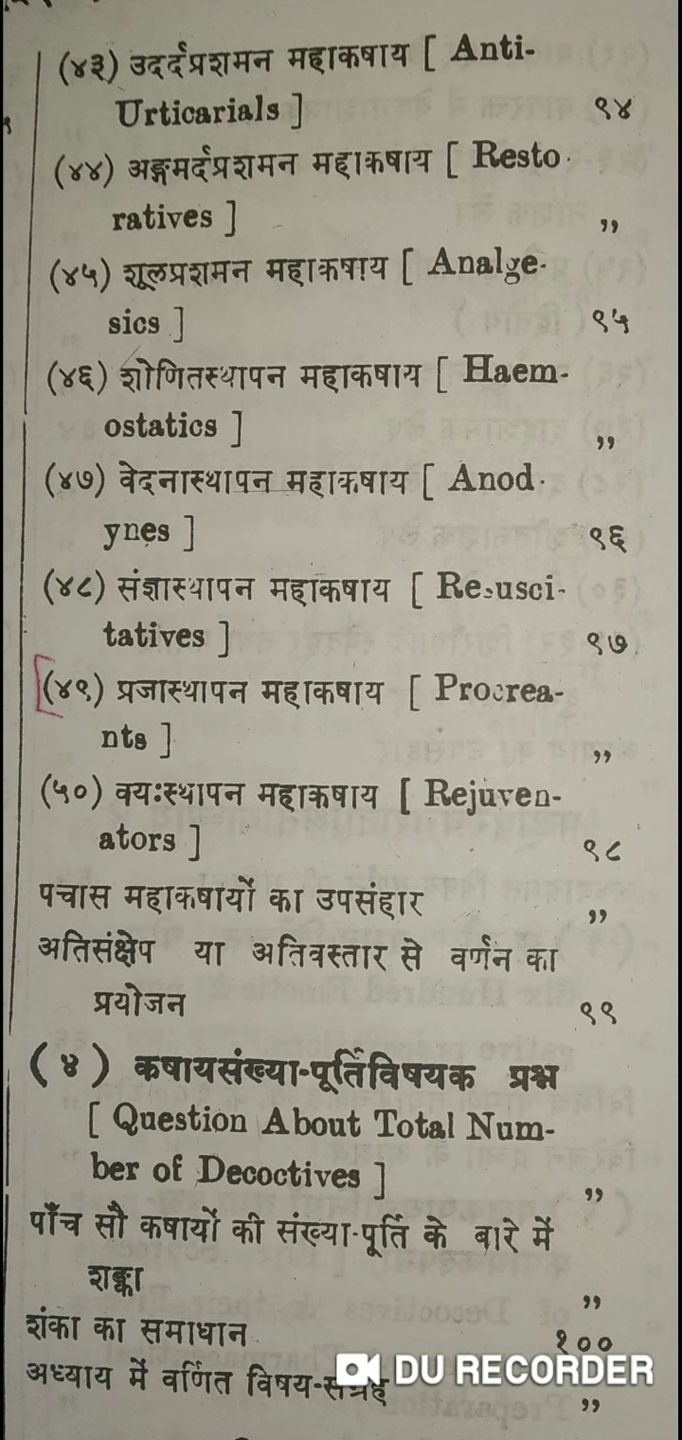 (४३) उदर्दप्रशमन महाकषाय [ Anti-
Urticarials ] ९४
(४४) अङ्गमर्दप्रशमन महाकषाय [ Resto-
ratives ] ,,
(४५) शूलप्रशमन महाकषाय [ Analge-
sics ] ९५
(४६) शोणितस्थापन महाकषाय [ Haem-
ostatics ] ,,
(४७) वेदनास्थापन महाकषाय [ Anod-
ynes ] ९६
(४८) संज्ञास्थापन महाकषाय [ Resusci-
tatives ] ९७
(४९) प्रजास्थापन महाकषाय [ Procrea-
nts ] ,,
(५०) वयःस्थापन महाकषाय [ Rejuven-
ators ] ९८
पचास महाकषायों का उपसंहार ,,
अतिसंक्षेप या अतिवस्तार से वर्णन का
प्रयोजन ९९
( ४ ) कषायसंख्या-पूर्तिविषयक प्रश्न
[ Question About Total Num-
ber of Decoctives ] ,,
पाँच सौ कषायों की संख्या-पूर्ति के बारे में
शङ्का ,,
शंका का समाधान १००
अध्याय में वर्णित विषय-संग्रह ,,
DU RECORDER